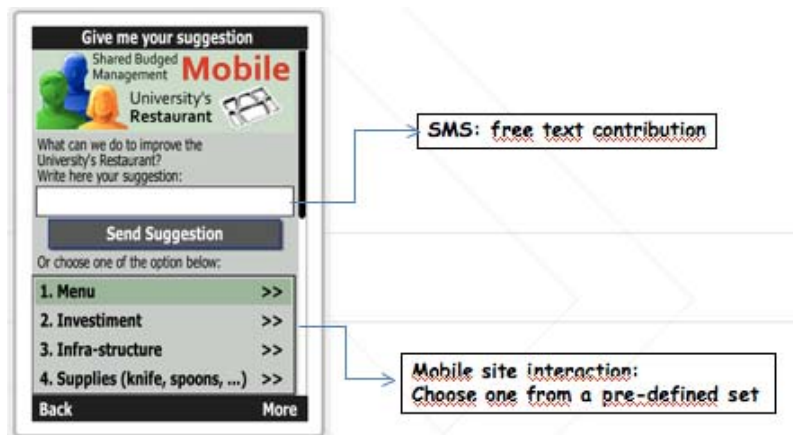 Give me your suggestion
Shared Budged
Management
Mobile
University's
Restaurant
What can we do to improve the
University's Restaurant?
Write here your suggestion:
Send Suggestion
Or choose one of the option below:
1. Menu >>
2. Investiment >>
3. Infra-structure >>
4. Supplies (knife, spoons, ...) >>
Back More
SMS: free text contribution
Mobile site interaction:
Choose one from a pre-defined set